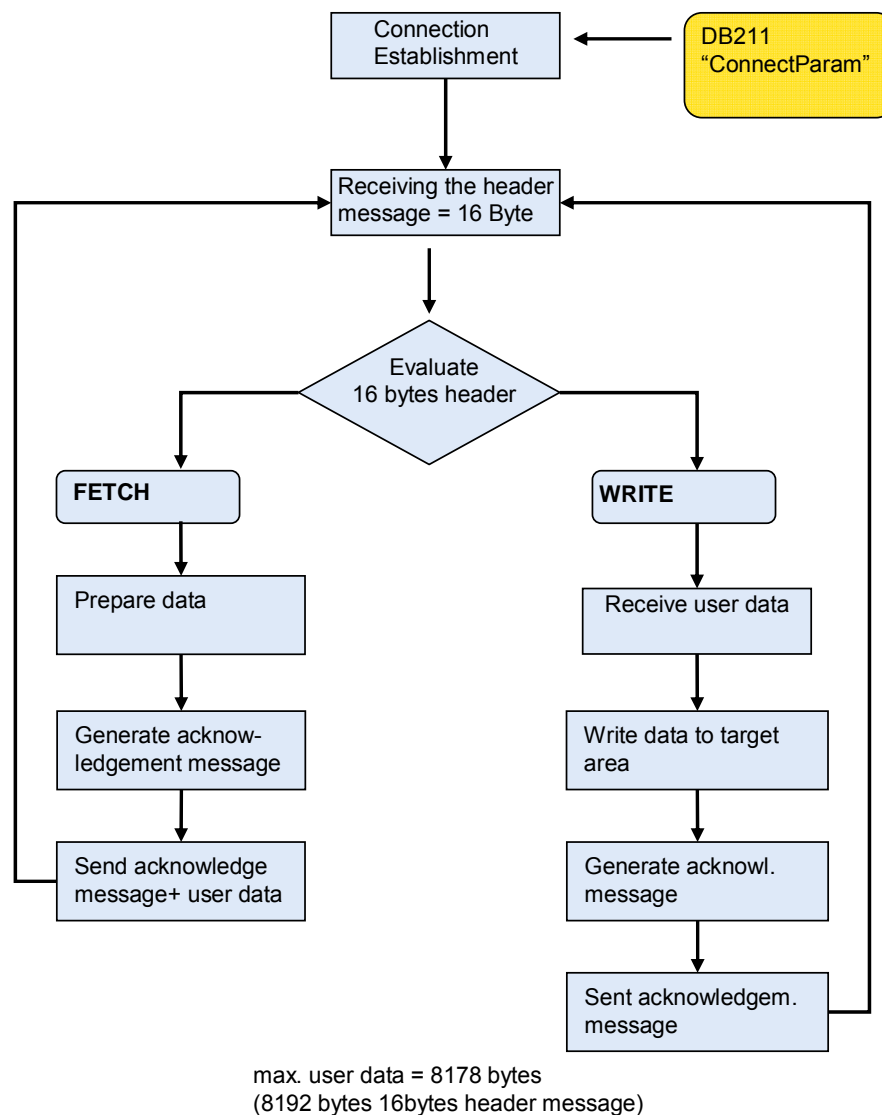 Connection
Establishment
DB211
“ConnectParam”
Receiving the header
message = 16 Byte
Evaluate
16 bytes header
FETCH
Prepare data
Generate acknow-
ledgement message
Send acknowledge
message+ user data
WRITE
Receive user data
Write data to target
area
Generate acknowl.
message
Sent acknowledgem.
message
max. user data = 8178 bytes
(8192 bytes 16bytes header message)